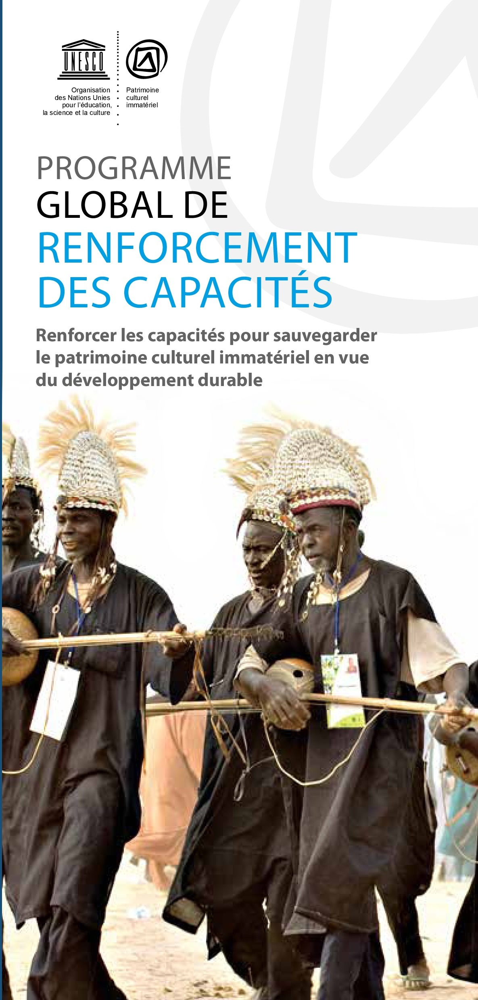 UNESCO
Organisation
des Nations Unies
pour l'éducation,
la science et la culture
Patrimoine
culturel
immatériel
PROGRAMME
GLOBAL DE
RENFORCEMENT
DES CAPACITÉS
Renforcer les capacités pour sauvegarder
le patrimoine culturel immatériel en vue
du développement durable